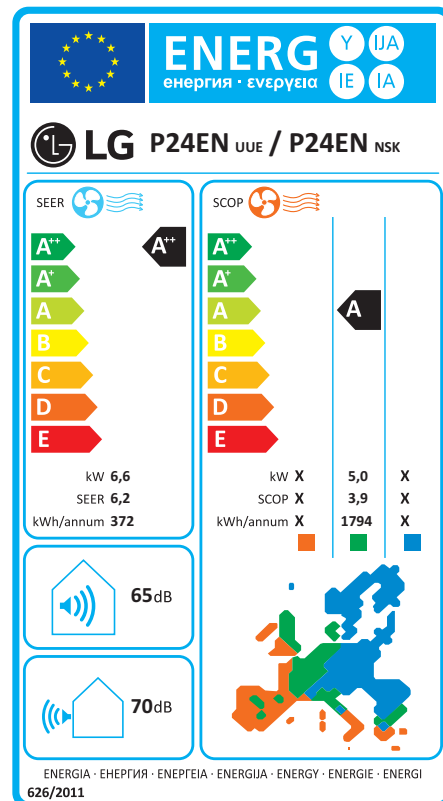 ENERG Y IJA
енергия · ενεργεια IE IA
LG P24EN UUE / P24EN NSK
SEER
A++ A++
A+
A
B
C
D
E
kW 6,6
SEER 6,2
kWh/annum 372
SCOP
A++
A+
A A
B
C
D
E
kW X 5,0 X
SCOP X 3,9 X
kWh/annum X 1794 X
65dB
70dB
ENERGIA · ЕНЕРГИЯ · ΕΝΕΡΓΕΙΑ · ENERGIJA · ENERGY · ENERGIE · ENERGI
626/2011